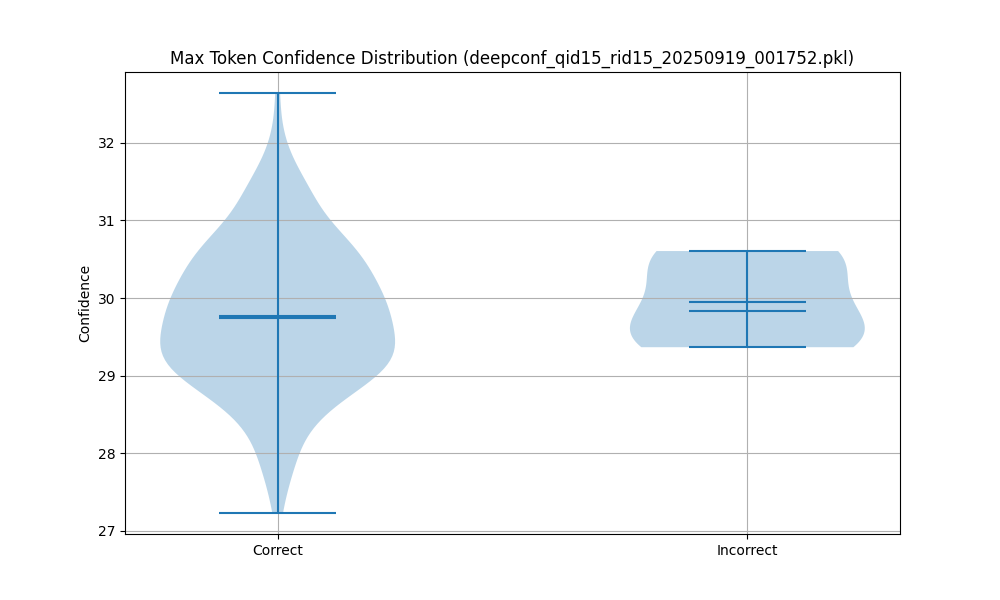 Max Token Confidence Distribution (deepconf_qid15_rid15_20250919_001752.pkl)
Confidence
32
31
30
29
28
27
Correct Incorrect